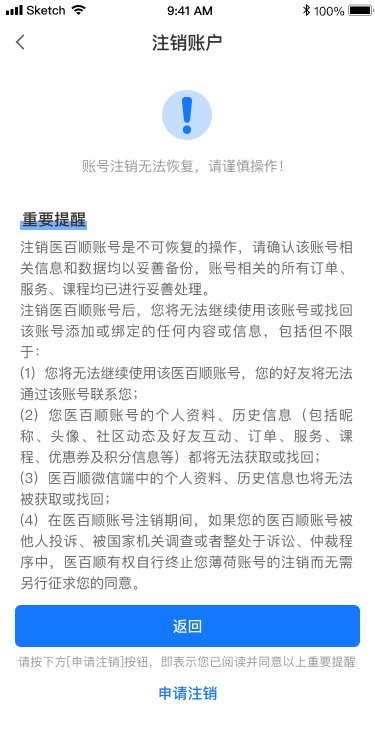 Sketch 9:41 AM 100%
注销账户
账号注销无法恢复，请谨慎操作！
重要提醒
注销医百顺账号是不可恢复的操作，请确认该账号相
关信息和数据均以妥善备份，账号相关的所有订单、
服务、课程均已进行妥善处理。
注销医百顺账号后，您将无法继续使用该账号或找回
该账号添加或绑定的任何内容或信息，包括但不限
于：
(1）您将无法继续使用该医百顺账号，您的好友将无法
通过该账号联系您；
(2）您医百顺账号的个人资料、历史信息（包括昵
称、头像、社区动态及好友互动、订单、服务、课
程、优惠券及积分信息等）都将无法获取或找回；
(3）医百顺微信端中的个人资料、历史信息也将无法
被获取或找回；
(4）在医百顺账号注销期间，如果您的医百顺账号被
他人投诉、被国家机关调查或者整处于诉讼、仲裁程
序中，医百顺有权自行终止您薄荷账号的注销而无需
另行征求您的同意。
返回
请按下方[申请注销]按钮，即表示您已阅读并同意以上重要提醒
申请注销